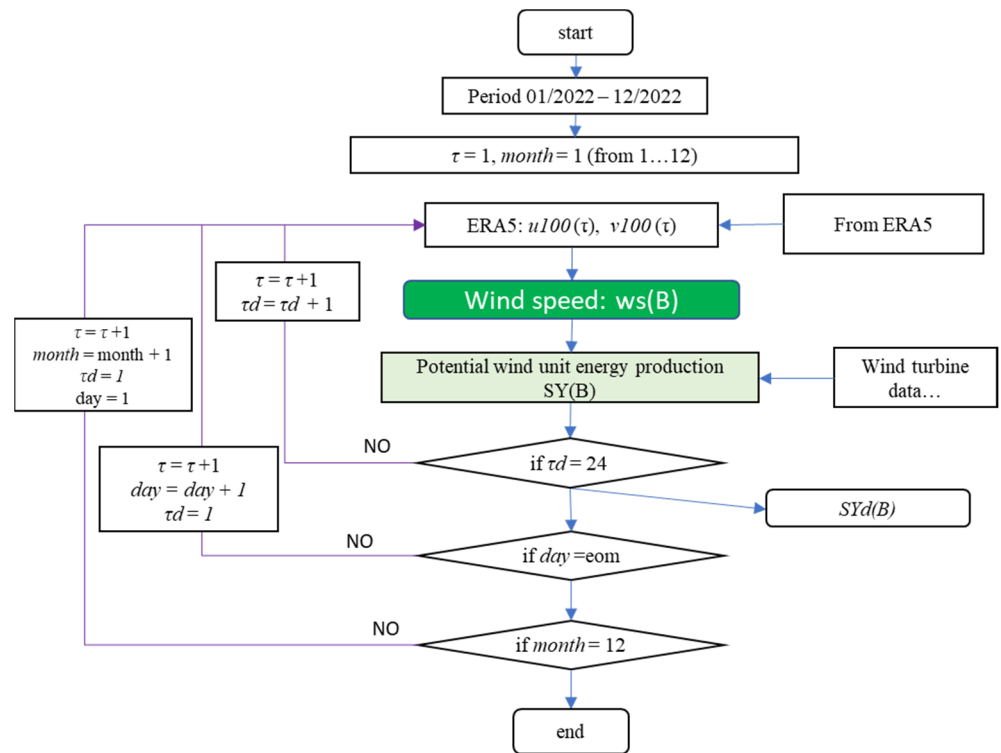 start
Period 01/2022 – 12/2022
τ = 1, month = 1 (from 1…12)
ERA5: u100 (τ), v100 (τ)
From ERA5
τ = τ +1
τd = τd + 1
Wind speed: ws(B)
τ = τ +1
month = month + 1
τd = 1
day = 1
Potential wind unit energy production
SY(B)
Wind turbine
data…
NO
if τd = 24
τ = τ +1
day = day + 1
τd = 1
SYd(B)
NO
if day =eom
NO
if month = 12
end